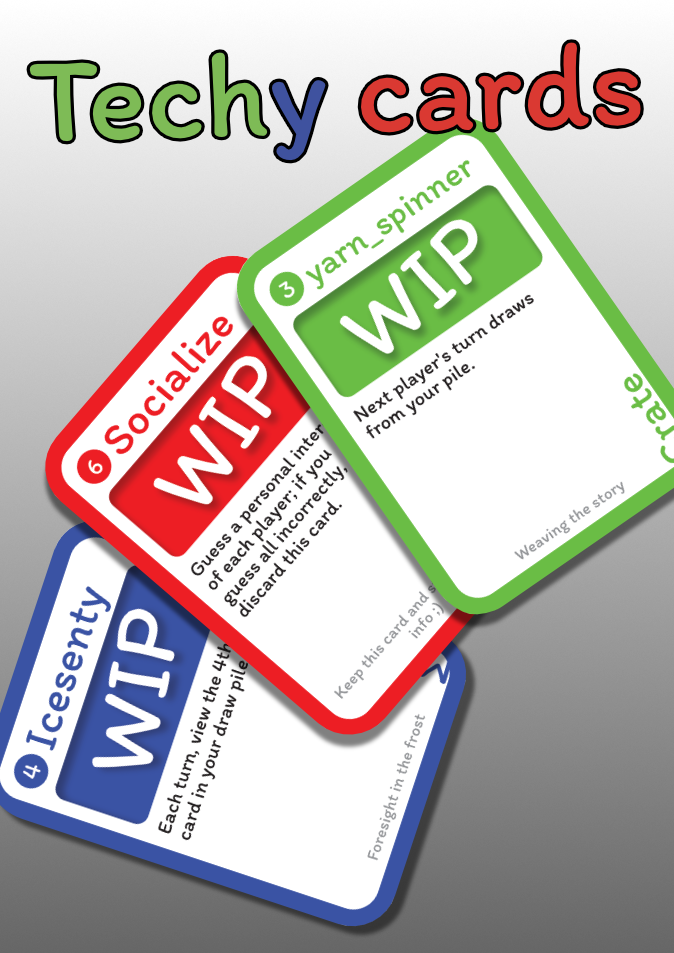 Techy cards
3 yarn_spinner
WIP
Next player's turn draws
from your pile.
Crate
Weaving the story
6 Socialize
WIP
Guess a personal inter
of each player; if you
guess all incorrectly,
discard this card.
Keep this card and s
info ;)
4 Icesenty
WIP
Each turn, view the 4th
card in your draw pile
Foresight in the frost